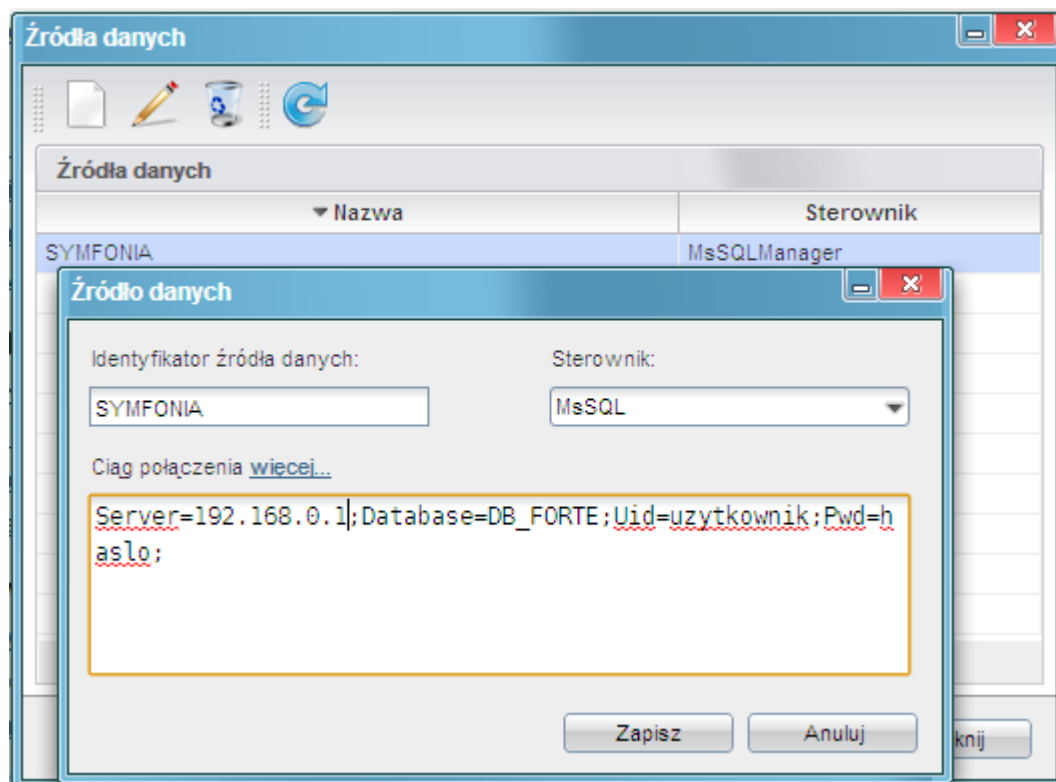 Źródła danych
Źródła danych
Nazwa Sterownik
SYMFONIA MsSQLManager
Źródło danych
Identyfikator źródła danych: Sterownik:
SYMFONIA MsSQL
Ciąg połączenia więcej...
Server=192.168.0.1;Database=DB_FORTE;Uid=uzytkownik;Pwd=h
aslo;
Zapisz Anuluj
knij